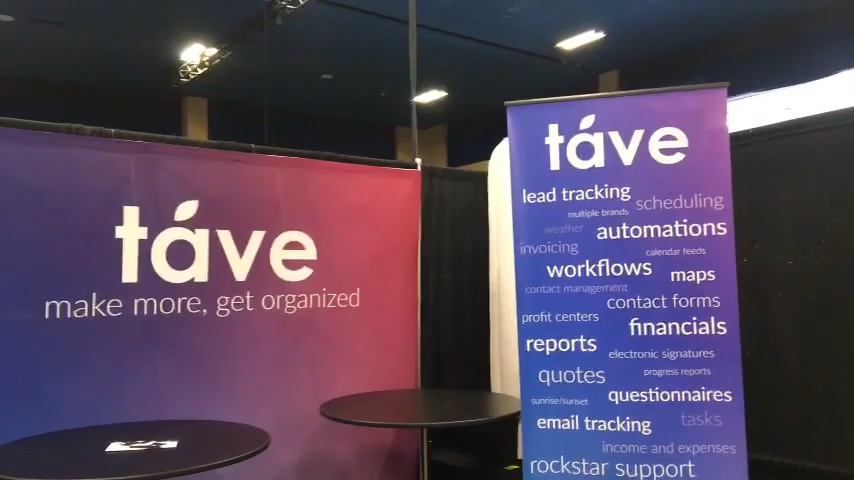 táve
make more, get organized
táve
lead tracking
scheduling
multiple brands
weather
automations
invoicing
calendar feeds
workflows
maps
contact management
contact forms
profit centers
financials
reports
electronic signatures
progress reports
quotes
questionnaires
sunrise/sunset
email tracking
tasks
income and expenses
rockstar support